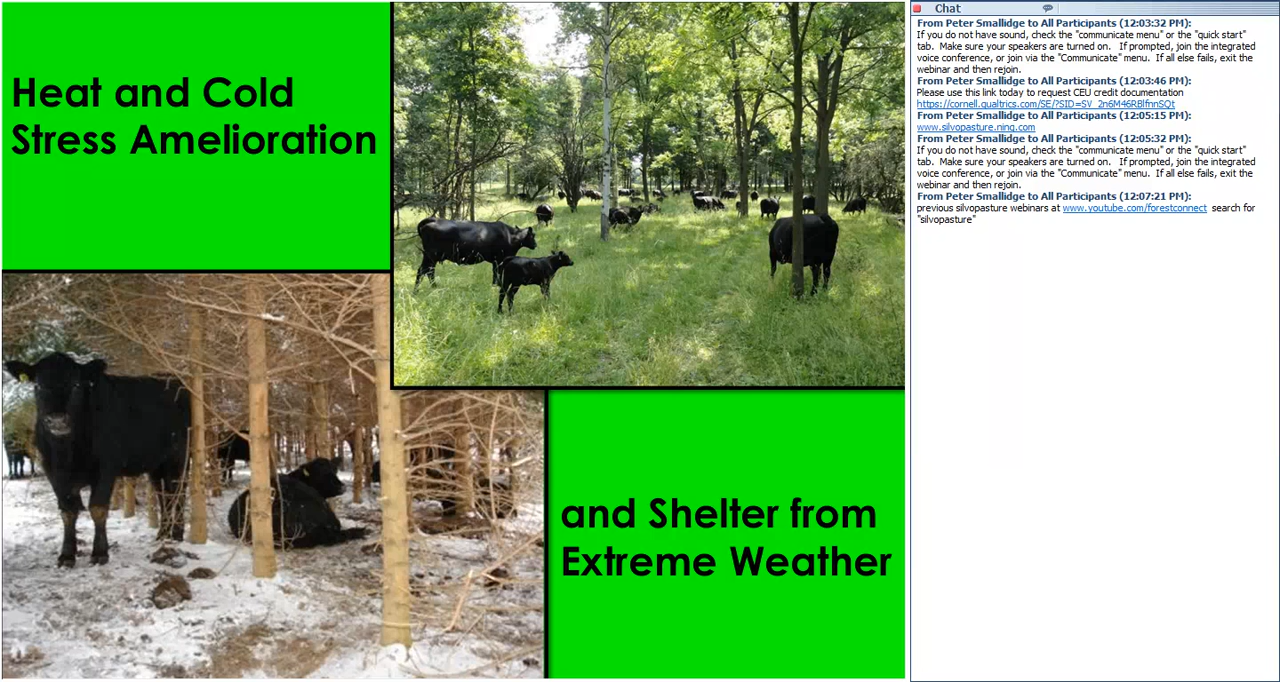 Heat and Cold
Stress Amelioration
and Shelter from
Extreme Weather
Chat
From Peter Smallidge to All Participants (12:03:32 PM):
If you do not have sound, check the "communicate menu" or the "quick start"
tab.  Make sure your speakers are turned on.   If prompted, join the integrated
voice conference, or join via the "Communicate" menu.  If all else fails, exit the
webinar and then rejoin.
From Peter Smallidge to All Participants (12:03:46 PM):
Please use this link today to request CEU credit documentation
https://cornell.qualtrics.com/SE/?SID=SV_2n6M46RBlfnnSQt
From Peter Smallidge to All Participants (12:05:15 PM):
www.silvopasture.ning.com
From Peter Smallidge to All Participants (12:05:32 PM):
If you do not have sound, check the "communicate menu" or the "quick start"
tab.  Make sure your speakers are turned on.   If prompted, join the integrated
voice conference, or join via the "Communicate" menu.  If all else fails, exit the
webinar and then rejoin.
From Peter Smallidge to All Participants (12:07:21 PM):
previous silvopasture webinars at www.youtube.com/forestconnect  search for
"silvopasture"